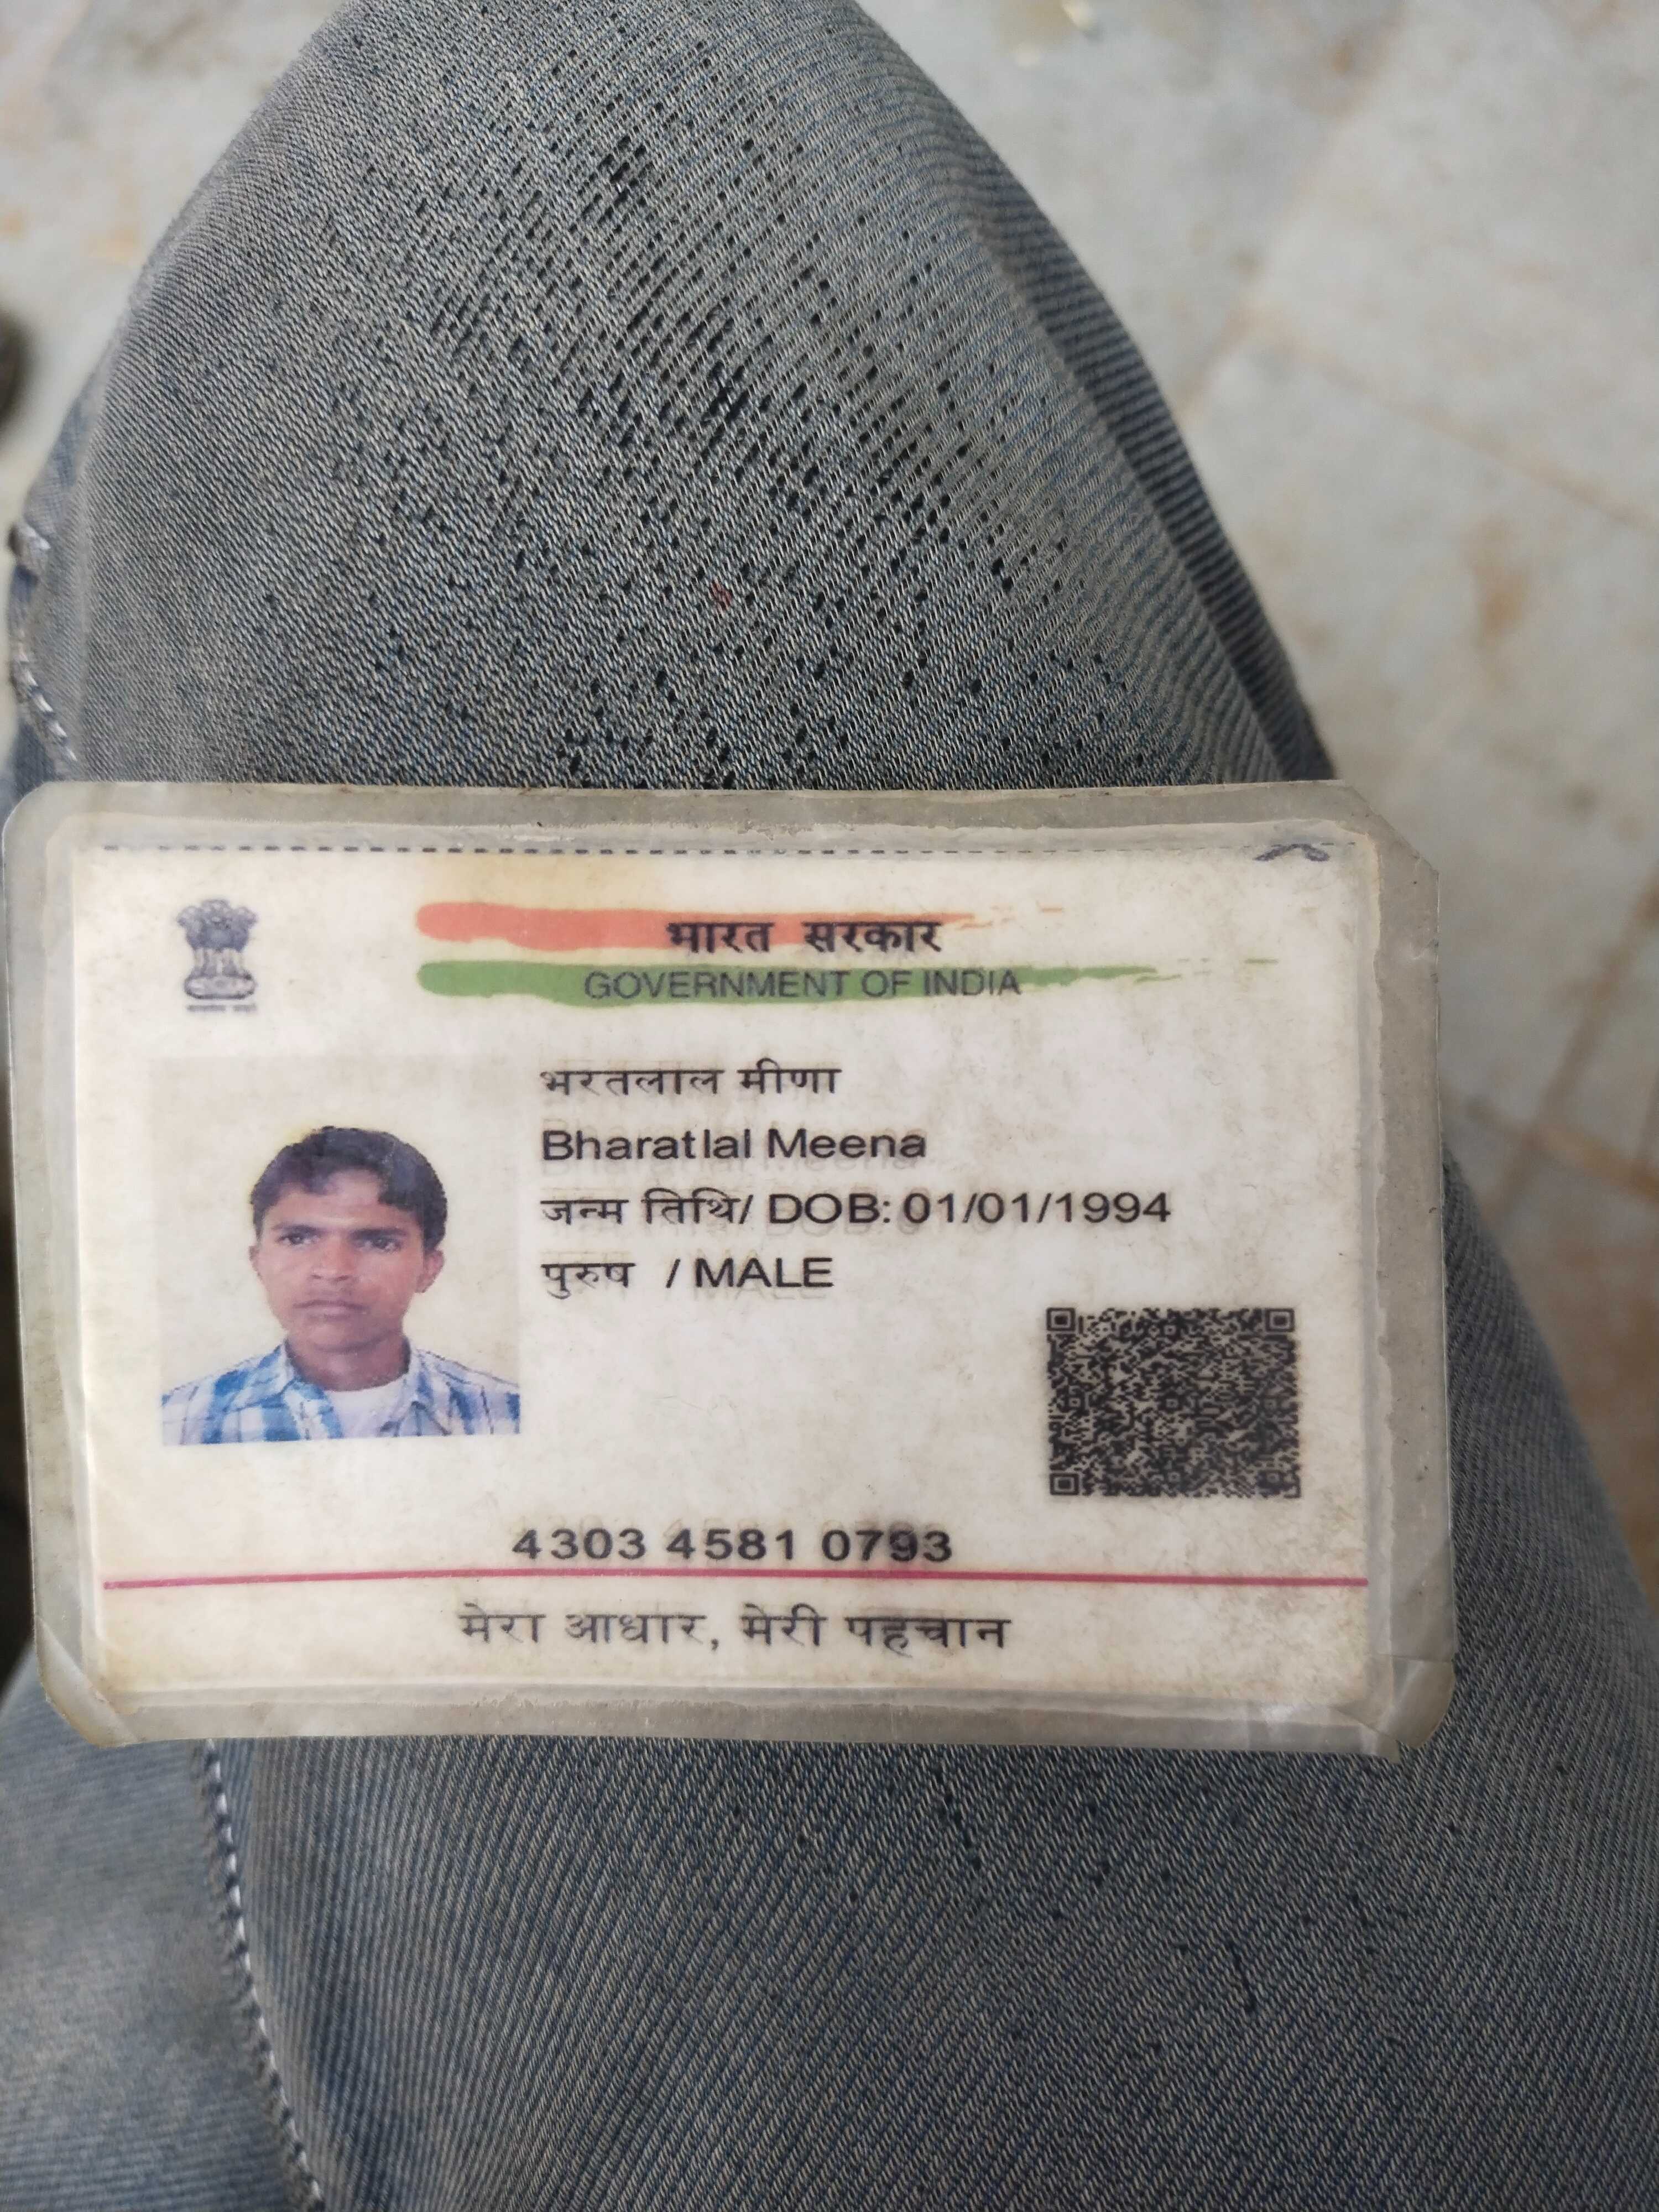 भारत सरकार
GOVERNMENT OF INDIA
भरतलाल मीणा
Bharatlal Meena
जन्म तिथि/ DOB: 01/01/1994
पुरुष / MALE
4303 4581 0793
मेरा आधार, मेरी पहचान